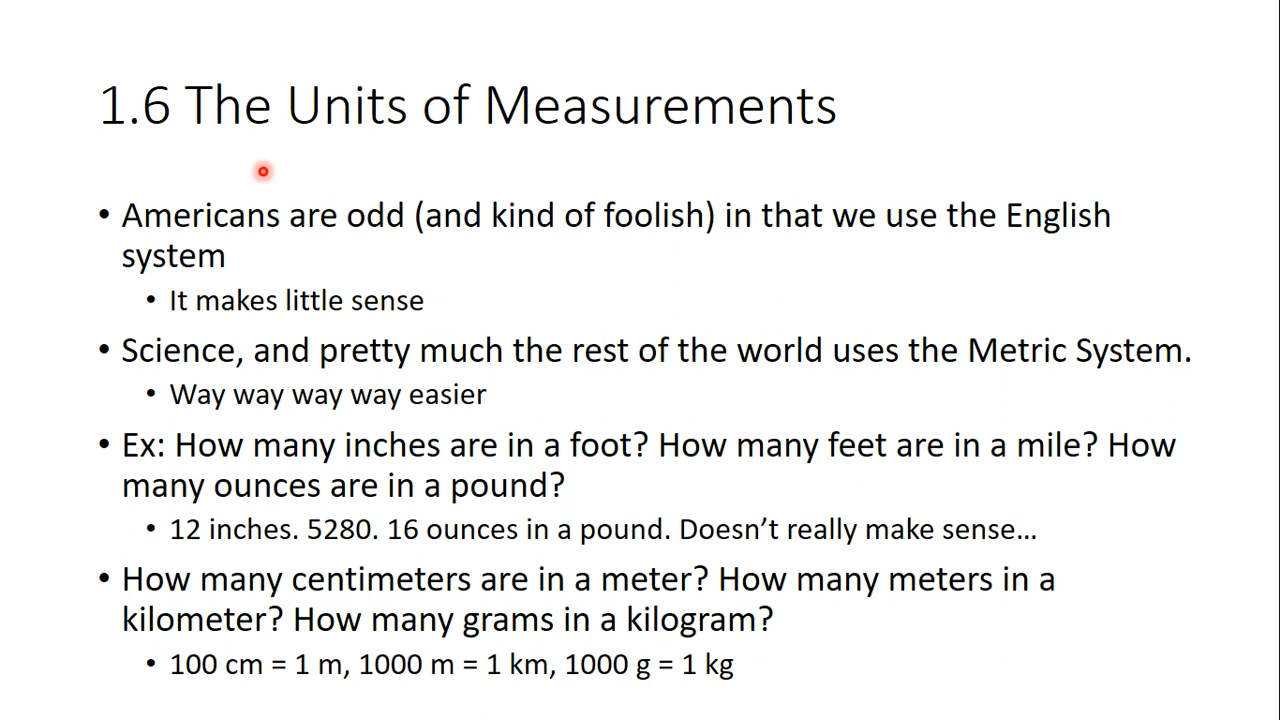 1.6 The Units of Measurements
• Americans are odd (and kind of foolish) in that we use the English
system
• It makes little sense
• Science, and pretty much the rest of the world uses the Metric System.
• Way way way way easier
• Ex: How many inches are in a foot? How many feet are in a mile? How
many ounces are in a pound?
• 12 inches. 5280. 16 ounces in a pound. Doesn’t really make sense…
• How many centimeters are in a meter? How many meters in a
kilometer? How many grams in a kilogram?
• 100 cm = 1 m, 1000 m = 1 km, 1000 g = 1 kg